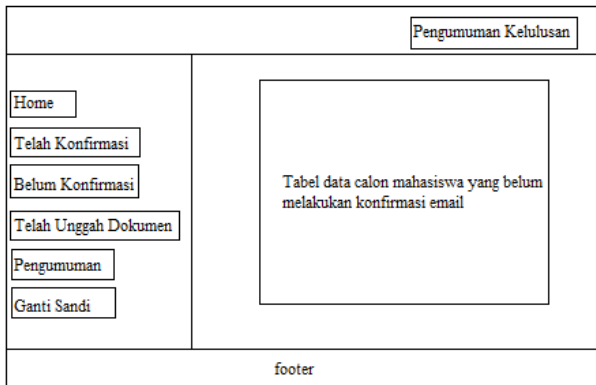 Pengumuman Kelulusan
Home
Telah Konfirmasi
Belum Konfirmasi
Telah Unggah Dokumen
Pengumuman
Ganti Sandi
Tabel data calon mahasiswa yang belum
melakukan konfirmasi email
footer